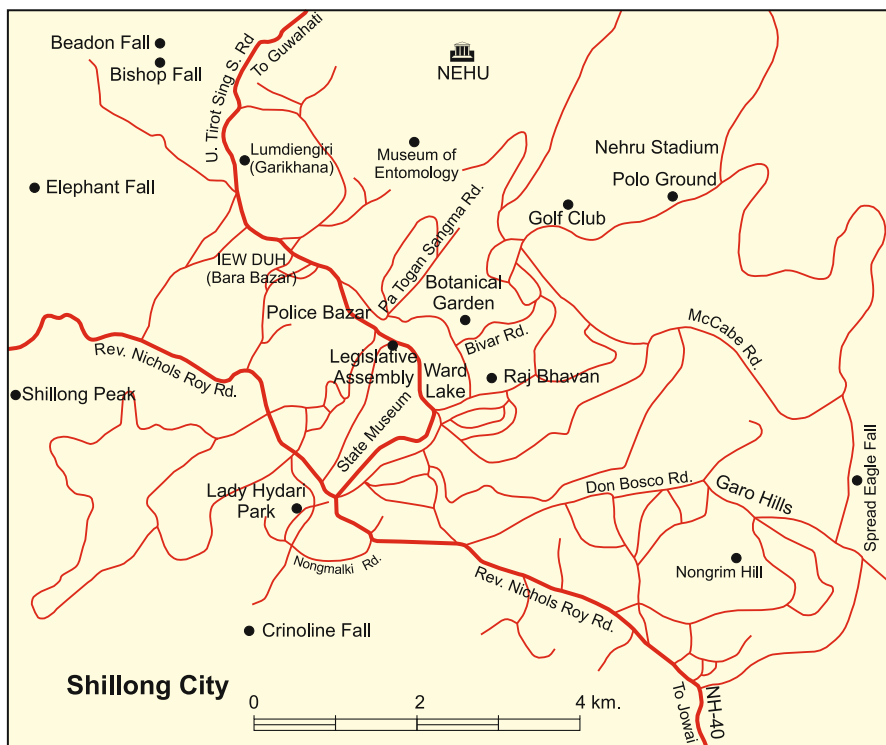 Beadon Fall
Bishop Fall
U. Tirot Sing S. Rd
To Guwahati
NEHU
Lumdiengiri
(Garikhana)
Museum of
Entomology
Nehru Stadium
Polo Ground
Elephant Fall
Golf Club
Pa Togan Sangma Rd.
IEW DUH
(Bara Bazar)
Botanical
Garden
Police Bazar
Bivar Rd.
McCabe Rd.
Rev. Nichols Roy Rd.
Legislative
Assembly
Ward
Lake
Raj Bhavan
Shillong Peak
State Museum
Spread Eagle Fall
Lady Hydari
Park
Don Bosco Rd.
Garo Hills
Nongmalki Rd.
Nongrim Hill
Rev. Nichols Roy Rd.
Crinoline Fall
Shillong City
0 2 4 km.
To Jowai
NH-40